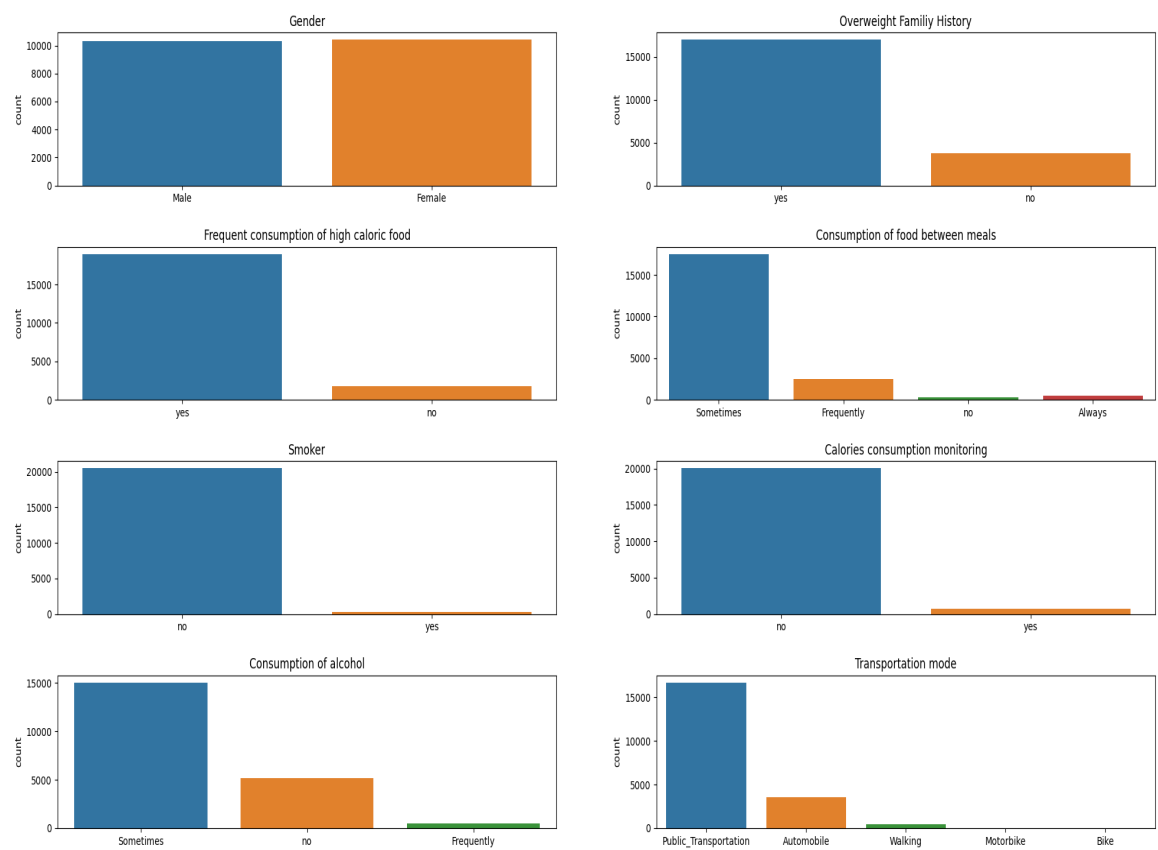 Gender
10000
8000
6000
4000
2000
0
count
Male Female
Overweight Familiy History
15000
10000
5000
0
count
yes no
Frequent consumption of high caloric food
15000
10000
5000
0
count
yes no
Consumption of food between meals
15000
10000
5000
0
count
Sometimes Frequently no Always
Smoker
20000
15000
10000
5000
0
count
no yes
Calories consumption monitoring
20000
15000
10000
5000
0
count
no yes
Consumption of alcohol
15000
10000
5000
0
count
Sometimes no Frequently
Transportation mode
15000
10000
5000
0
count
Public_Transportation Automobile Walking Motorbike Bike